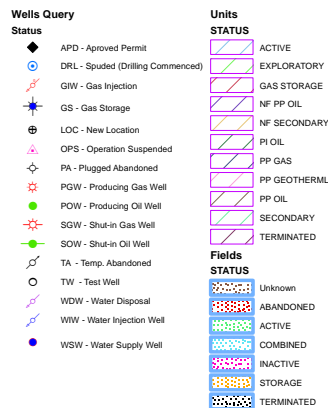 Wells Query
Status
APD - Aproved Permit
DRL - Spuded (Drilling Commenced)
GIW - Gas Injection
GS - Gas Storage
LOC - New Location
OPS - Operation Suspended
PA - Plugged Abandoned
PGW - Producing Gas Well
POW - Producing Oil Well
SGW - Shut-in Gas Well
SOW - Shut-in Oil Well
TA - Temp. Abandoned
TW - Test Well
WDW - Water Disposal
WIW - Water Injection Well
WSW - Water Supply Well
Units
STATUS
ACTIVE
EXPLORATORY
GAS STORAGE
NF PP OIL
NF SECONDARY
PI OIL
PP GAS
PP GEOTHERML
PP OIL
SECONDARY
TERMINATED
Fields
STATUS
Unknown
ABANDONED
ACTIVE
COMBINED
INACTIVE
STORAGE
TERMINATED